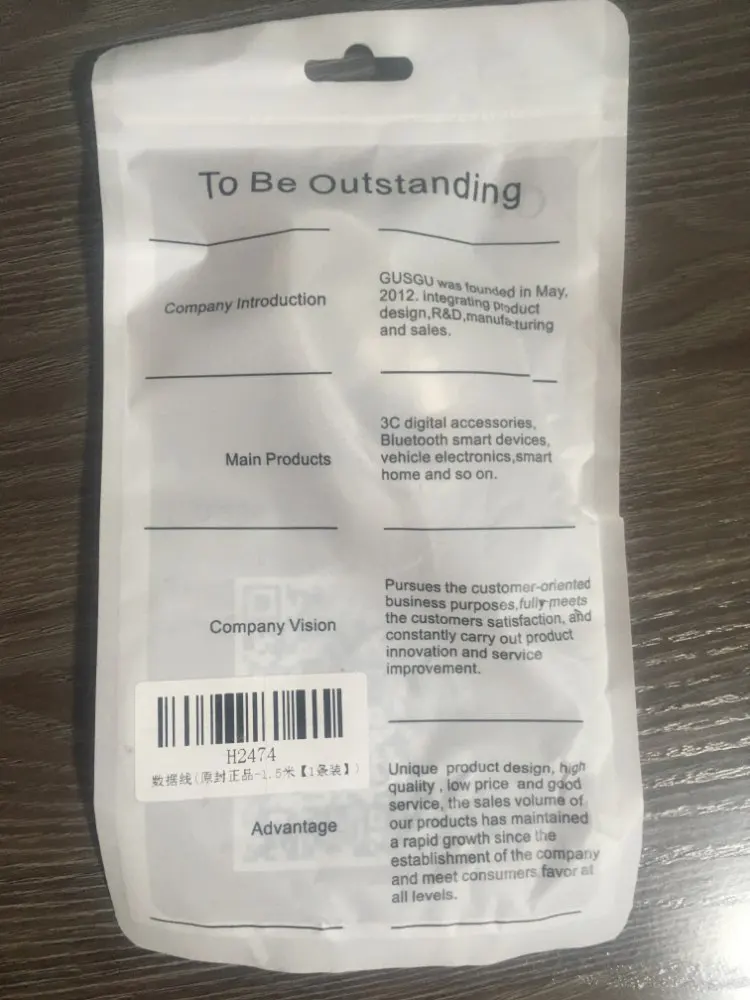 To Be Outstanding
Company Introduction
GUSGU was founded in May,
2012. integrating product
design,R&D,manufacturing
and sales.
Main Products
3C digital accessories,
Bluetooth smart devices,
vehicle electronics,smart
home and so on.
Company Vision
Pursues the customer-oriented
business purposes,fully meets
the customers satisfaction, and
constantly carry out product
innovation and service
improvement.
H2474
数据线(原封正品-1.5米【1条装】)
Advantage
Unique product design, high
quality , low price and good
service, the sales volume of
our products has maintained
a rapid growth since the
establishment of the company
and meet consumers favor at
all levels.